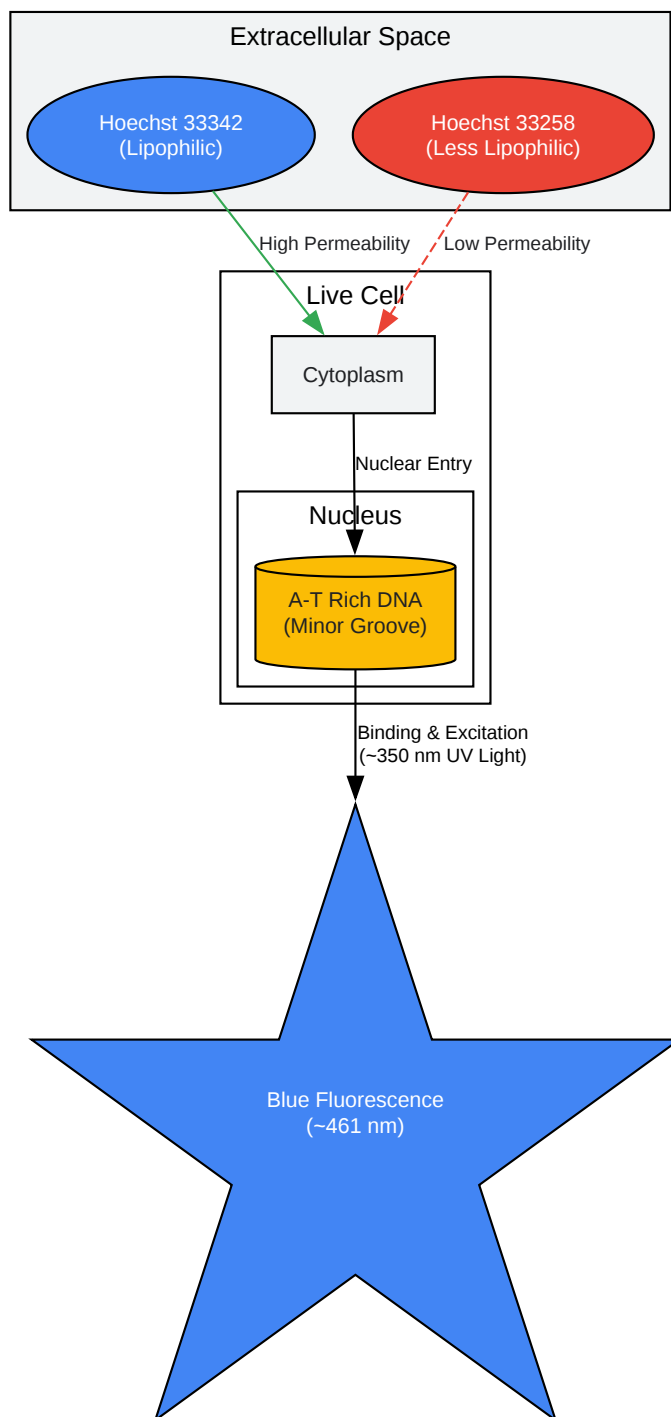 Extracellular Space
Hoechst 33342
(Lipophilic)
Hoechst 33258
(Less Lipophilic)
High Permeability
Low Permeability
Live Cell
Cytoplasm
Nuclear Entry
Nucleus
A-T Rich DNA
(Minor Groove)
Binding & Excitation
(~350 nm UV Light)
Blue Fluorescence
(~461 nm)